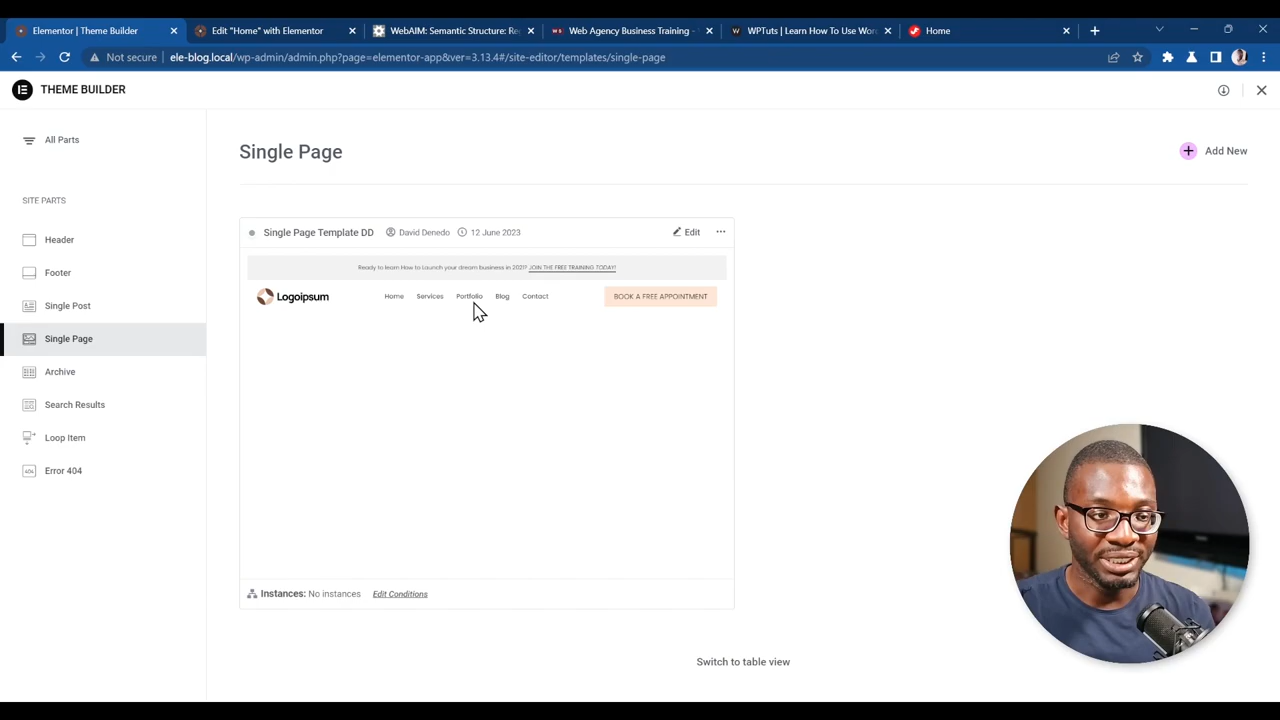 Elementor | Theme Builder
Edit "Home" with Elementor
WebAIM: Semantic Structure: Re
Web Agency Business Training -
WPTuts | Learn How To Use Wor
Home
Not secure
ele-blog.local/wp-admin/admin.php?page=elementor-app&ver=3.13.4#/site-editor/templates/single-page
THEME BUILDER
All Parts
SITE PARTS
Header
Footer
Single Post
Single Page
Archive
Search Results
Loop Item
Error 404
Single Page
Add New
Single Page Template DD
David Denedo
12 June 2023
Edit
Ready to learn How to Launch your dream business in 2021? JOIN THE FREE TRAINING TODAY!
Logoipsum
Home Services Portfolio Blog Contact
BOOK A FREE APPOINTMENT
Instances: No instances
Edit Conditions
Switch to table view